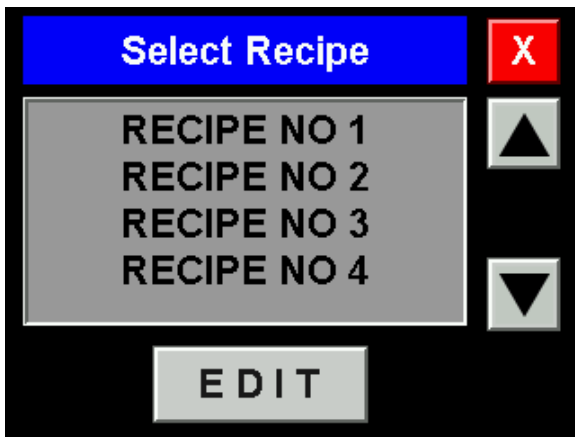 Select Recipe
X
RECIPE NO 1
RECIPE NO 2
RECIPE NO 3
RECIPE NO 4
EDIT